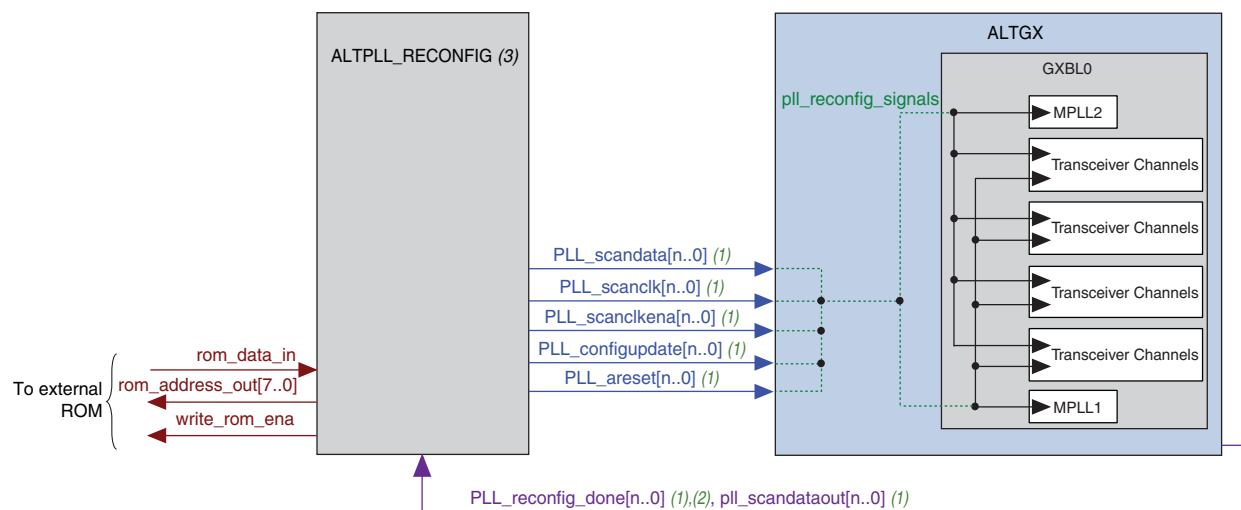 ALTPLL_RECONFIG (3)
ALTGX
GXBL0
pll_reconfig_signals
MPLL2
Transceiver Channels
Transceiver Channels
Transceiver Channels
Transceiver Channels
MPLL1
PLL_scandata[n..0] (1)
PLL_scanclk[n..0] (1)
PLL_scanclkena[n..0] (1)
PLL_configupdate[n..0] (1)
PLL_areset[n..0] (1)
To external
ROM
rom_data_in
rom_address_out[7..0]
write_rom_ena
PLL_reconfig_done[n..0] (1),(2), pll_scandataout[n..0] (1)